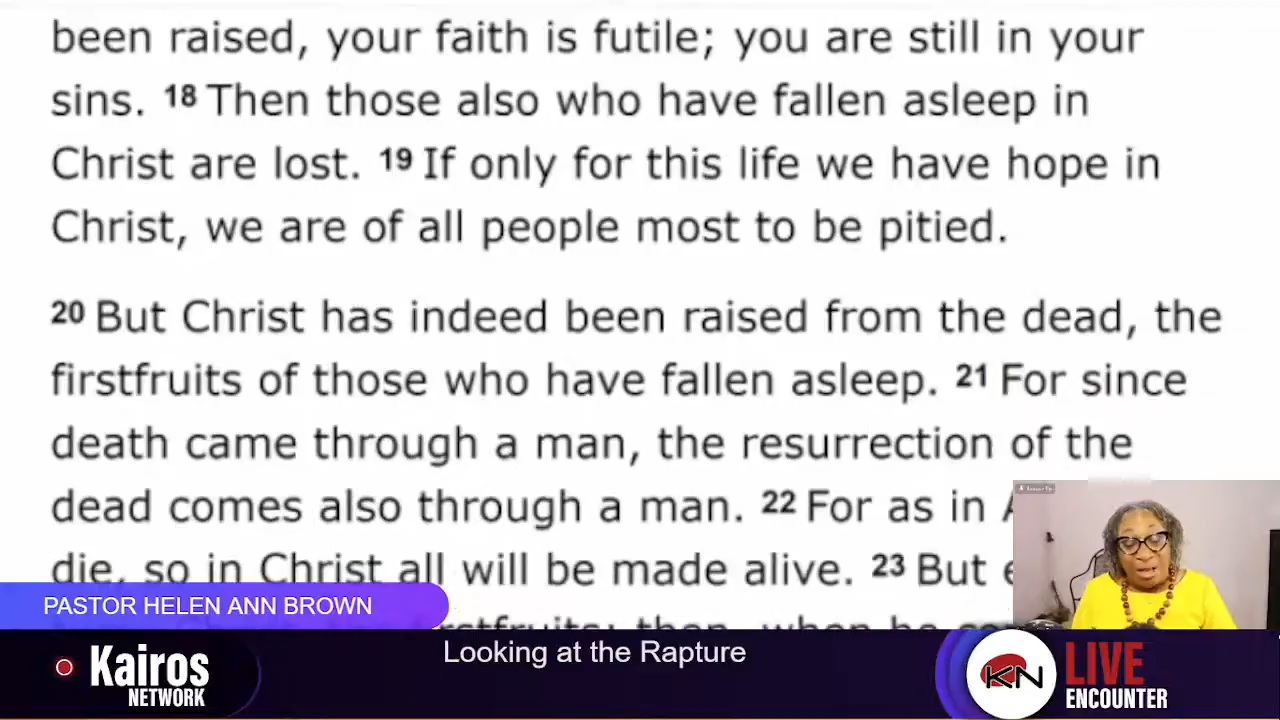 been raised, your faith is futile; you are still in your
sins. 18 Then those also who have fallen asleep in
Christ are lost. 19 If only for this life we have hope in
Christ, we are of all people most to be pitied.
20 But Christ has indeed been raised from the dead, the
firstfruits of those who have fallen asleep. 21 For since
death came through a man, the resurrection of the
dead comes also through a man. 22 For as in
die, so in Christ all will be made alive. 23 But
PASTOR HELEN ANN BROWN
Looking at the Rapture
Kairos
NETWORK
KN
LIVE
ENCOUNTER